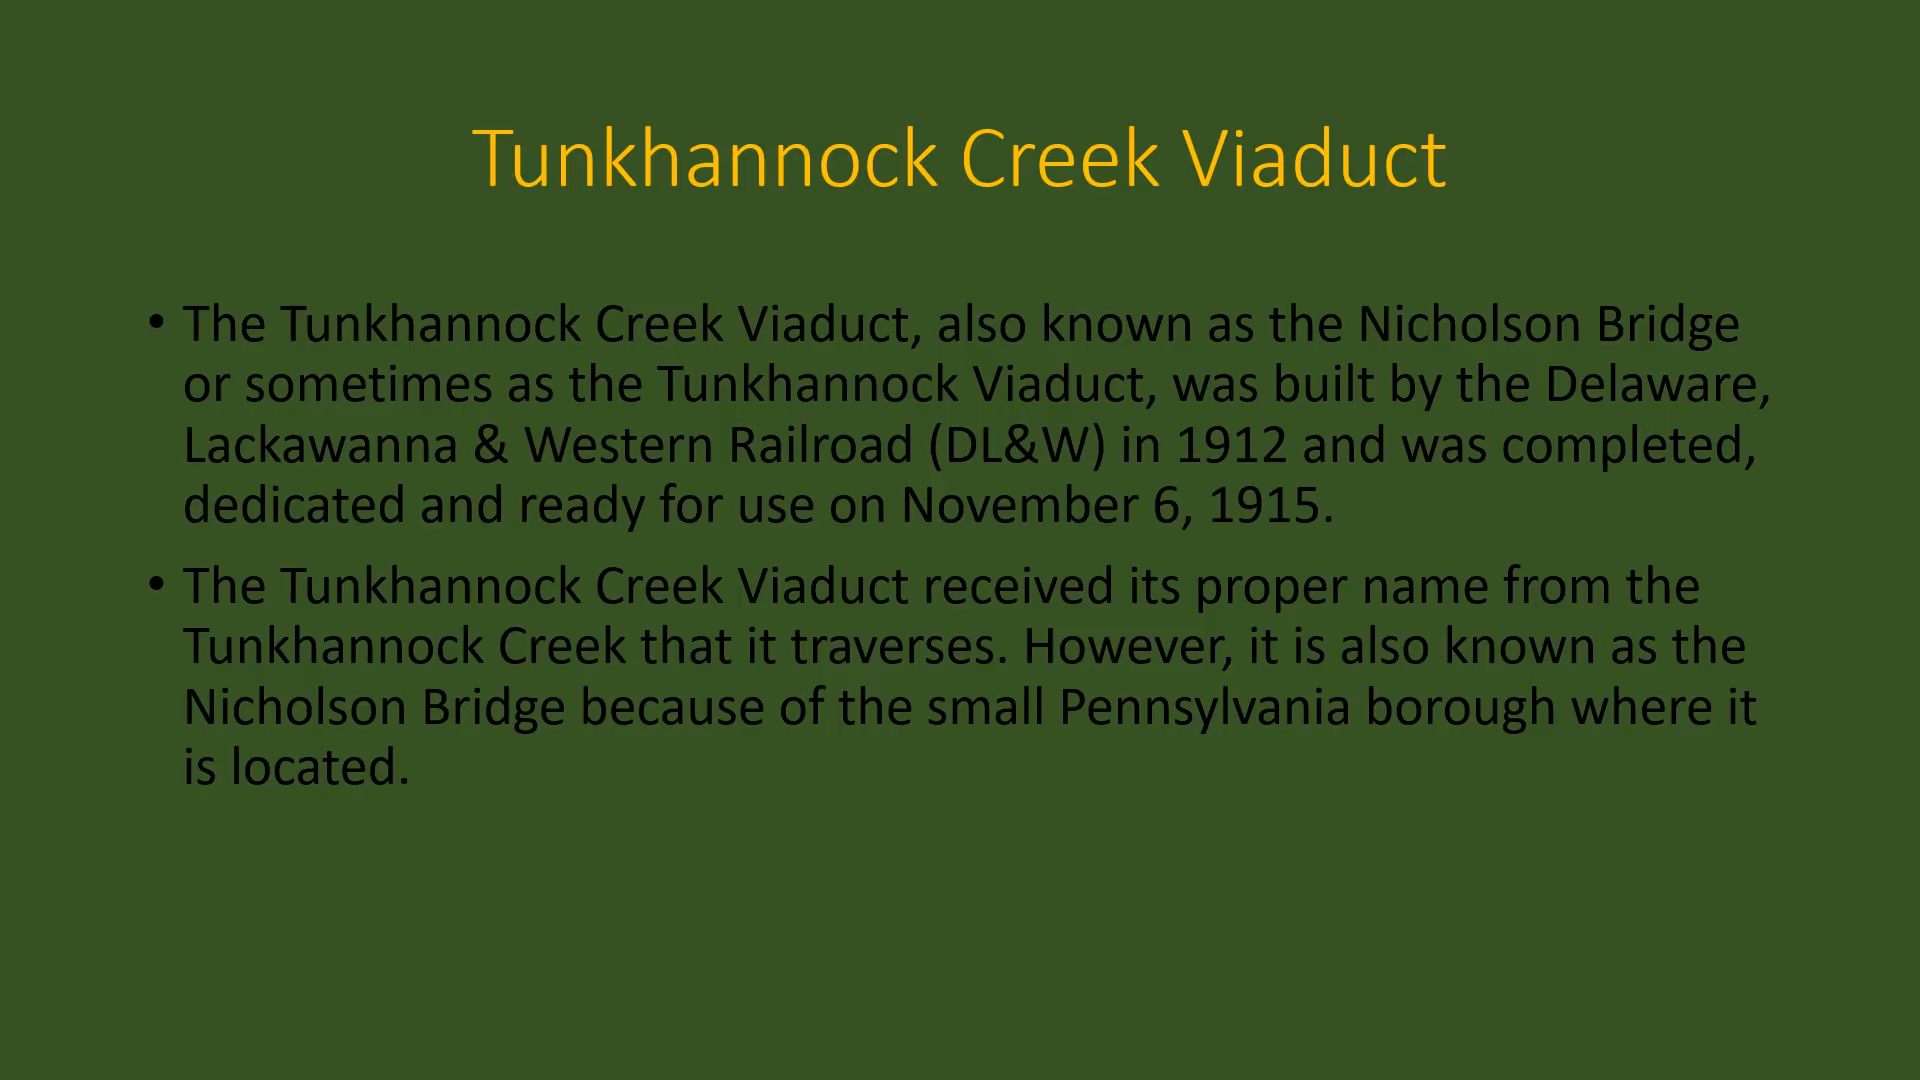 Tunkhannock Creek Viaduct
• The Tunkhannock Creek Viaduct, also known as the Nicholson Bridge
or sometimes as the Tunkhannock Viaduct, was built by the Delaware,
Lackawanna & Western Railroad (DL&W) in 1912 and was completed,
dedicated and ready for use on November 6, 1915.
• The Tunkhannock Creek Viaduct received its proper name from the
Tunkhannock Creek that it traverses. However, it is also known as the
Nicholson Bridge because of the small Pennsylvania borough where it
is located.